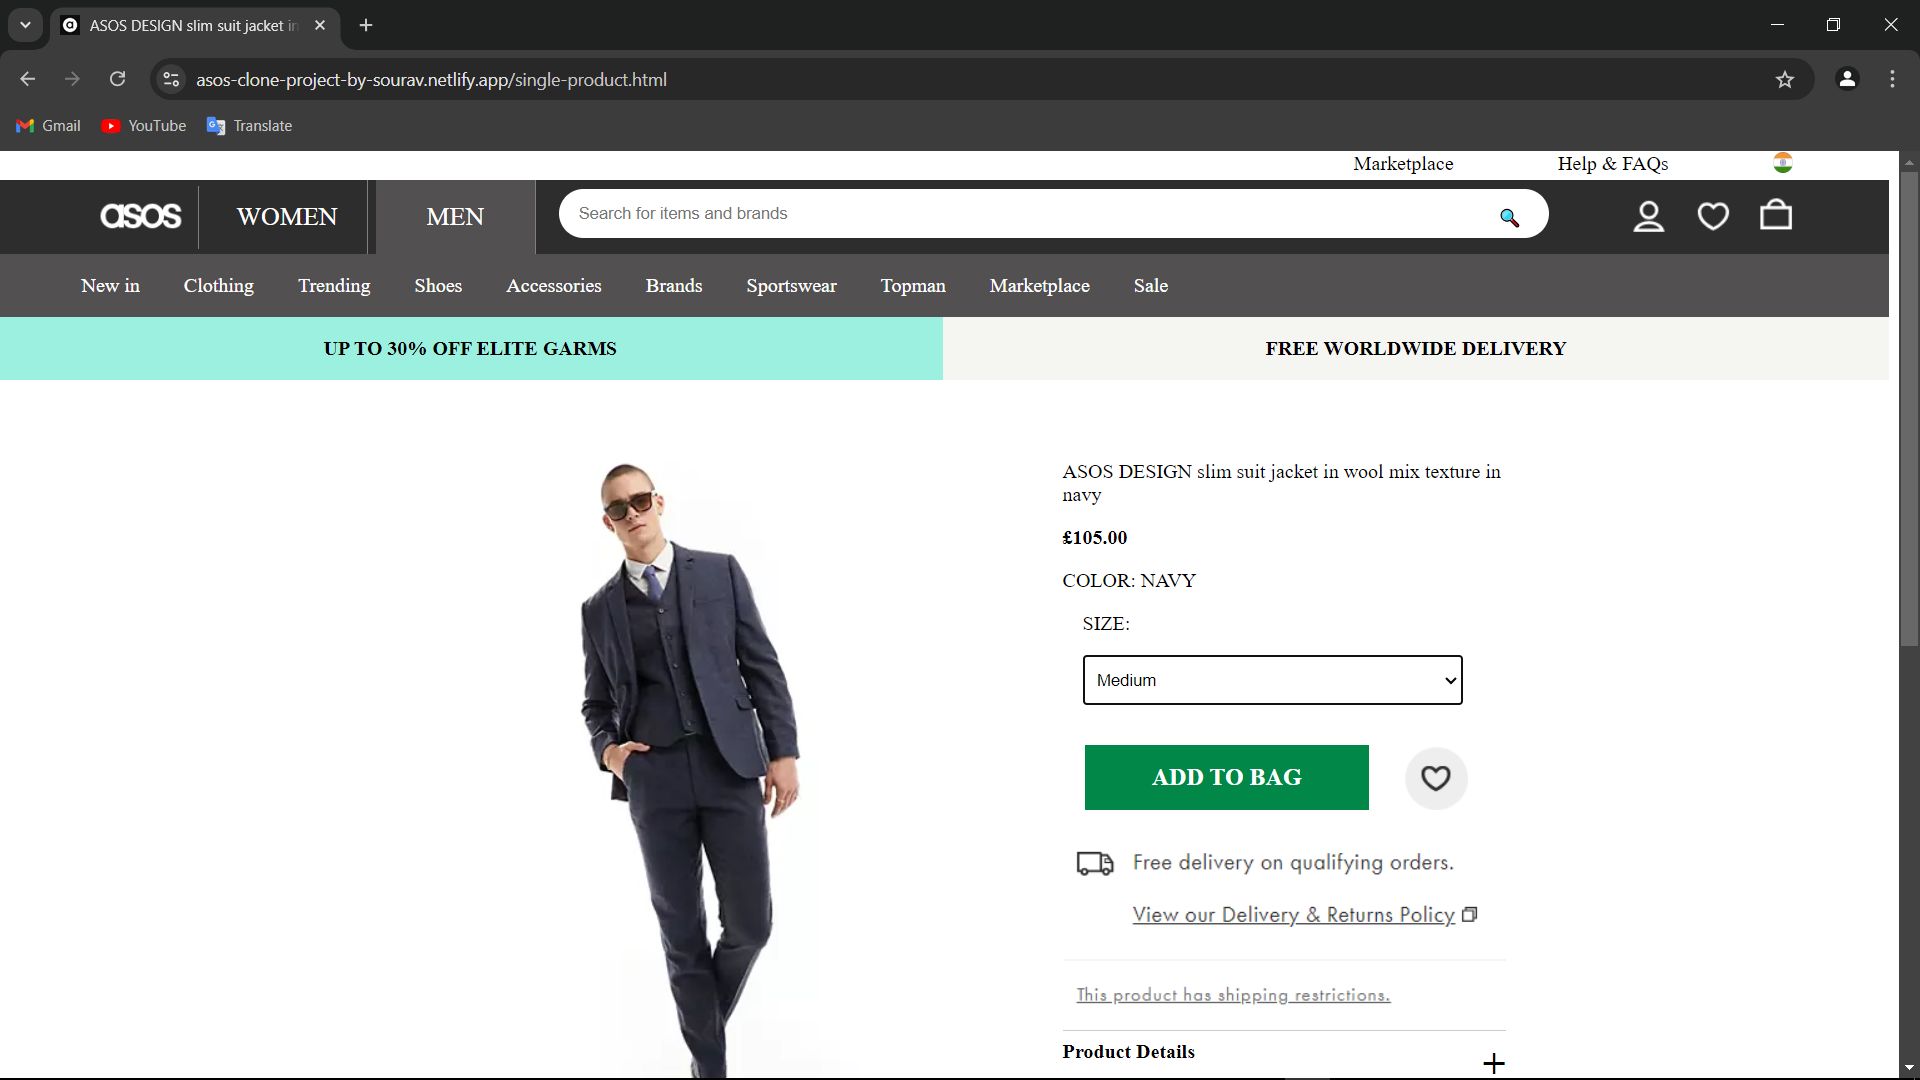 ASOS DESIGN slim suit jacket in
asos-clone-project-by-sourav.netlify.app/single-product.html
Gmail YouTube Translate
Marketplace Help & FAQs
asos WOMEN MEN Search for items and brands
New in Clothing Trending Shoes Accessories Brands Sportswear Topman Marketplace Sale
UP TO 30% OFF ELITE GARMS FREE WORLDWIDE DELIVERY
ASOS DESIGN slim suit jacket in wool mix texture in
navy
£105.00
COLOR: NAVY
SIZE:
Medium
ADD TO BAG
Free delivery on qualifying orders.
View our Delivery & Returns Policy
This product has shipping restrictions.
Product Details